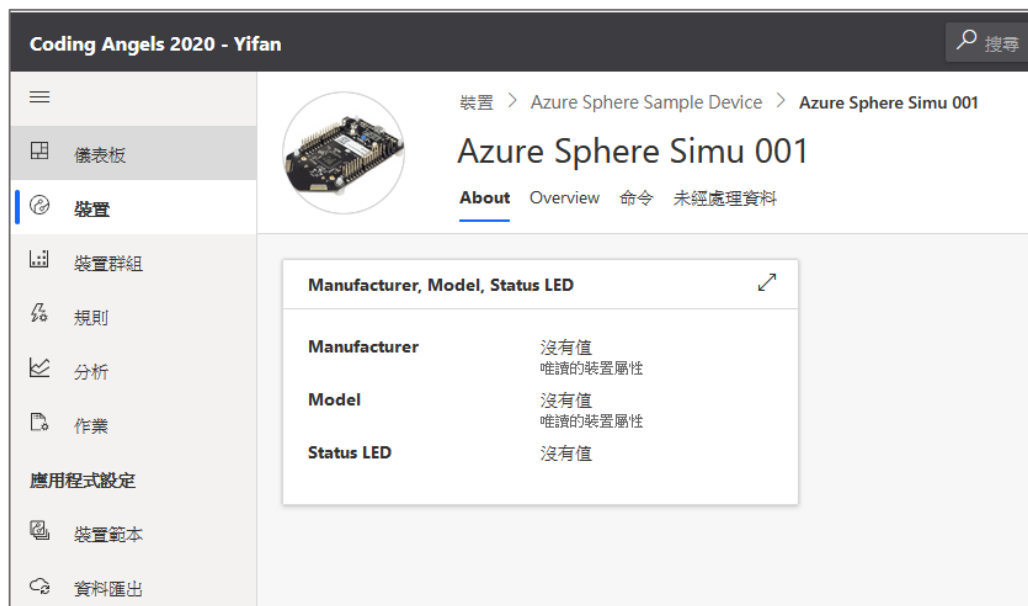 Coding Angels 2020 - Yifan
搜尋
儀表板
裝置
裝置群組
規則
分析
作業
應用程式設定
裝置範本
資料匯出
裝置 > Azure Sphere Sample Device > Azure Sphere Simu 001
Azure Sphere Simu 001
About Overview 命令 未經處理資料
Manufacturer, Model, Status LED
Manufacturer 沒有值
唯讀的裝置屬性
Model 沒有值
唯讀的裝置屬性
Status LED 沒有值